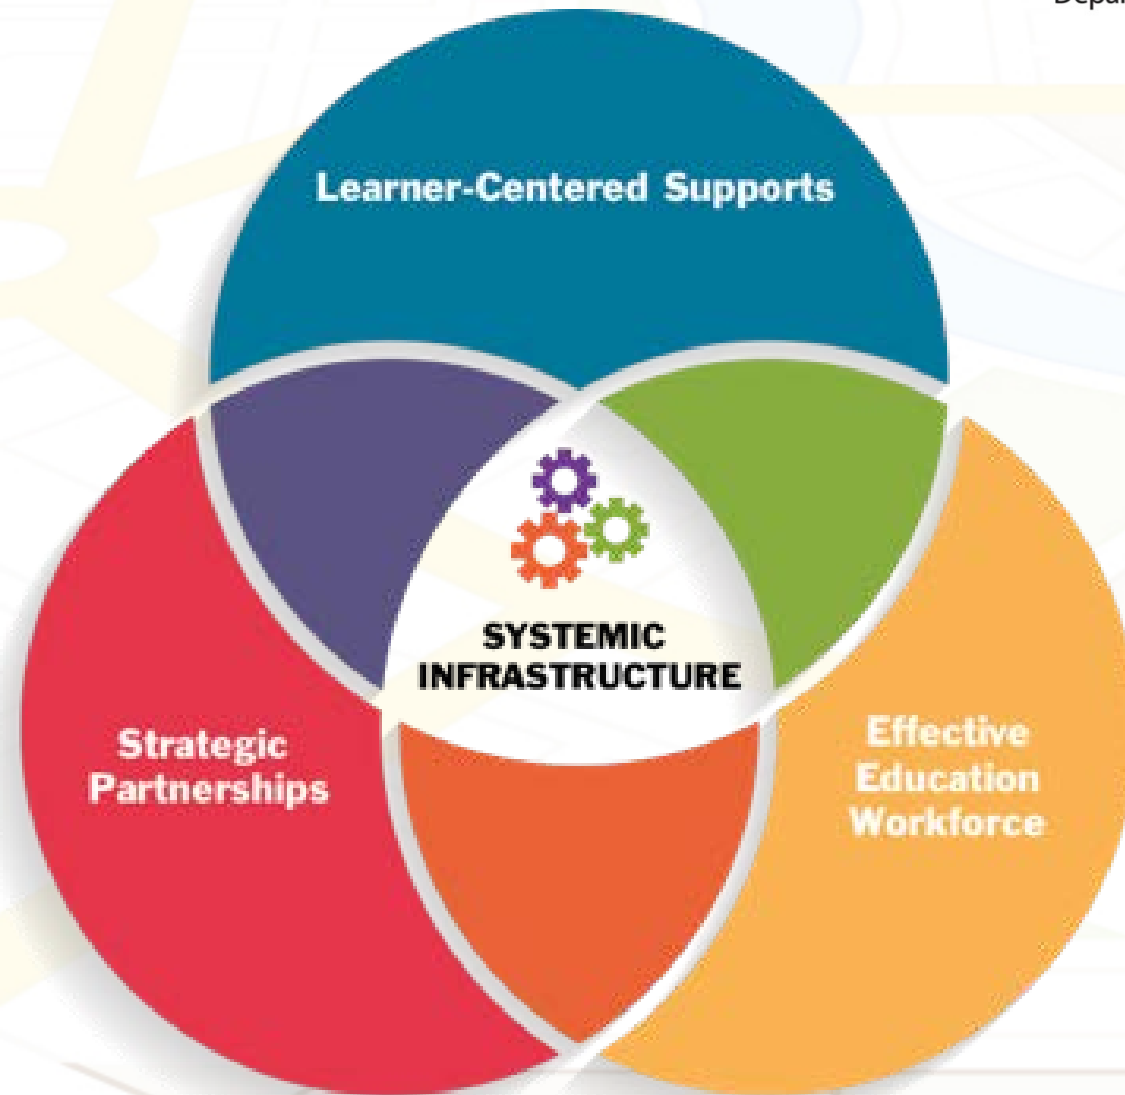 Learner-Centered Supports
SYSTEMIC
INFRASTRUCTURE
Strategic
Partnerships
Effective
Education
Workforce